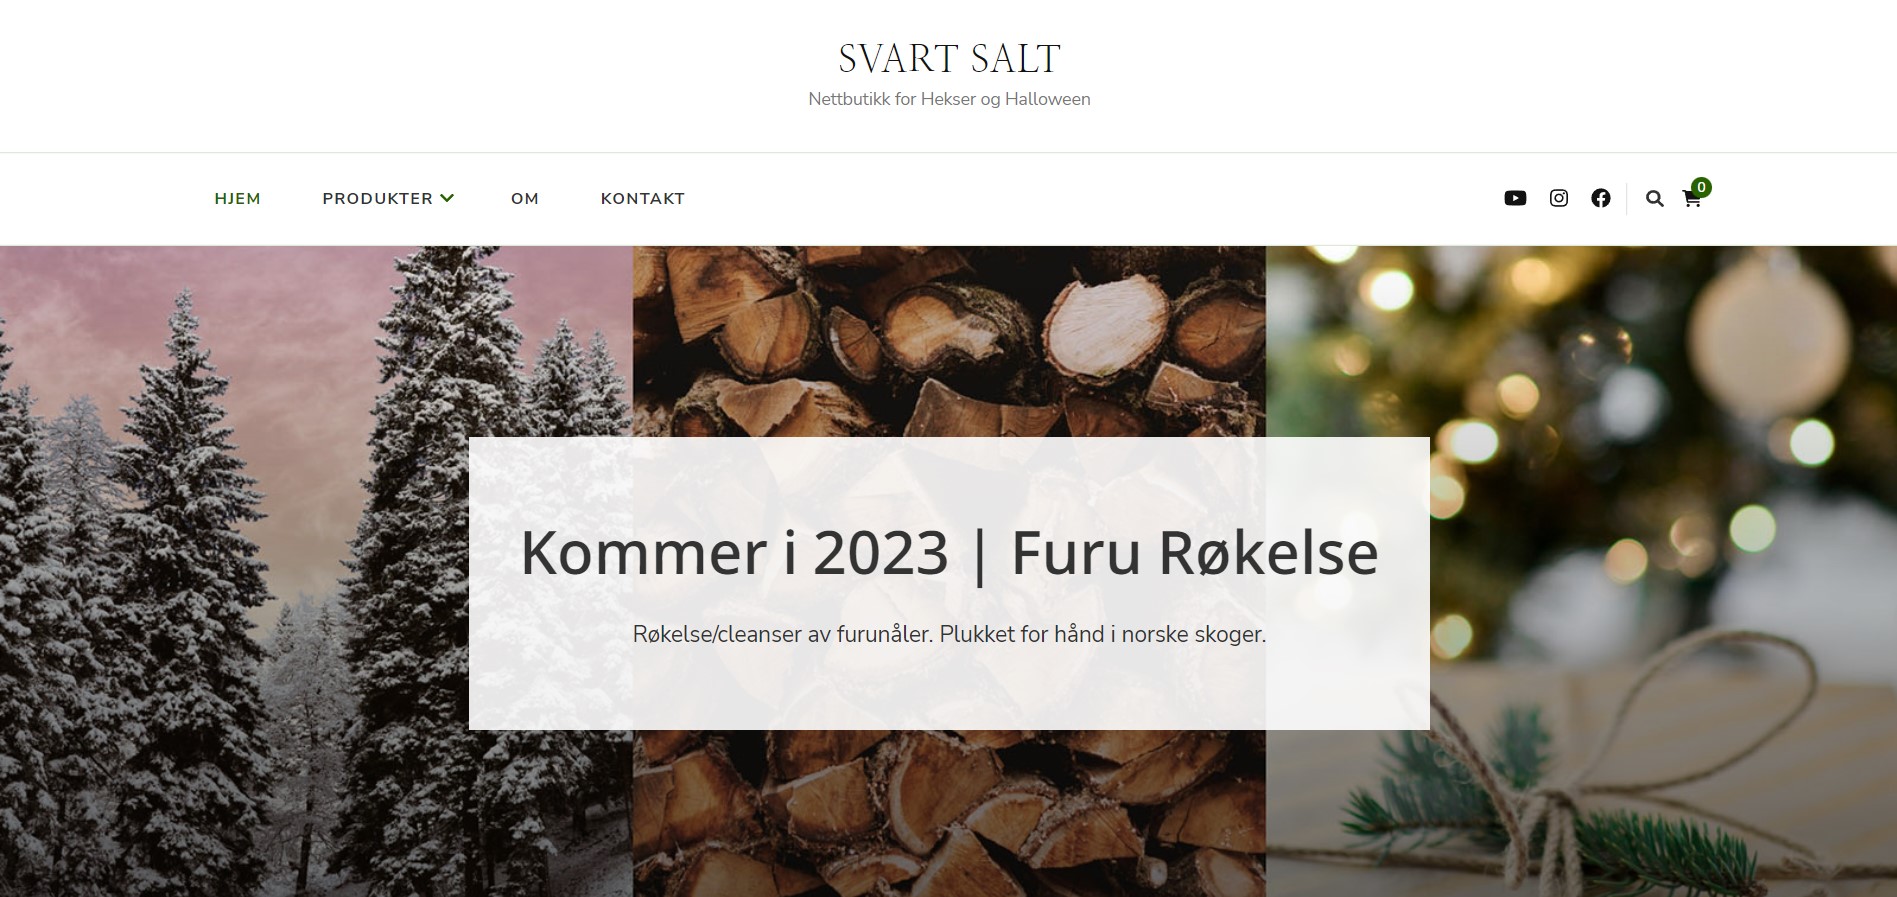 SVART SALT
Nettbutikk for Hekser og Halloween
HJEM PRODUKTER OM KONTAKT 0
Kommer i 2023 | Furu Røkelse
Røkelse/cleanser av furunåler. Plukket for hånd i norske skoger.